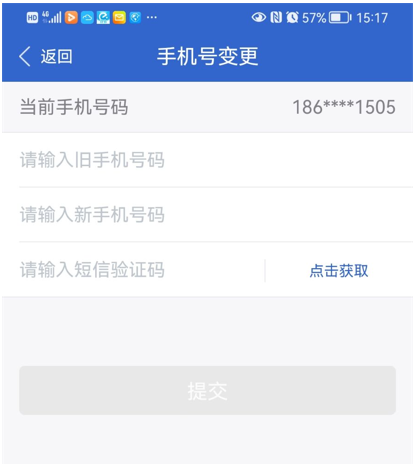 HD 4G ... 57% 15:17
返回 手机号变更
当前手机号码 186****1505
请输入旧手机号码
请输入新手机号码
请输入短信验证码 点击获取
提交